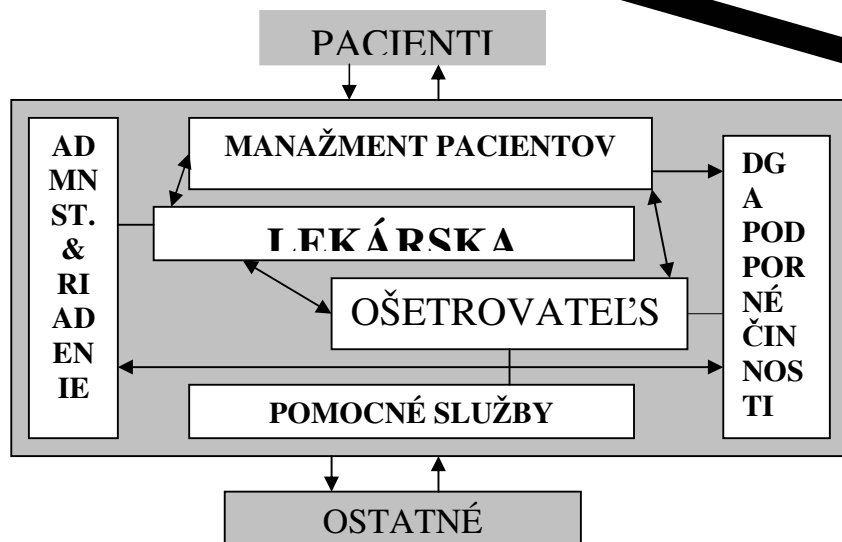 PACIENTI
AD
MN
ST.
&
RI
AD
EN
IE
MANAŽMENT PACIENTOV
LEKÁRSKA
OŠETROVATEĽS
POMOCNÉ SLUŽBY
DG
A
POD
POR
NÉ
ČIN
NOS
TI
OSTATNÉ